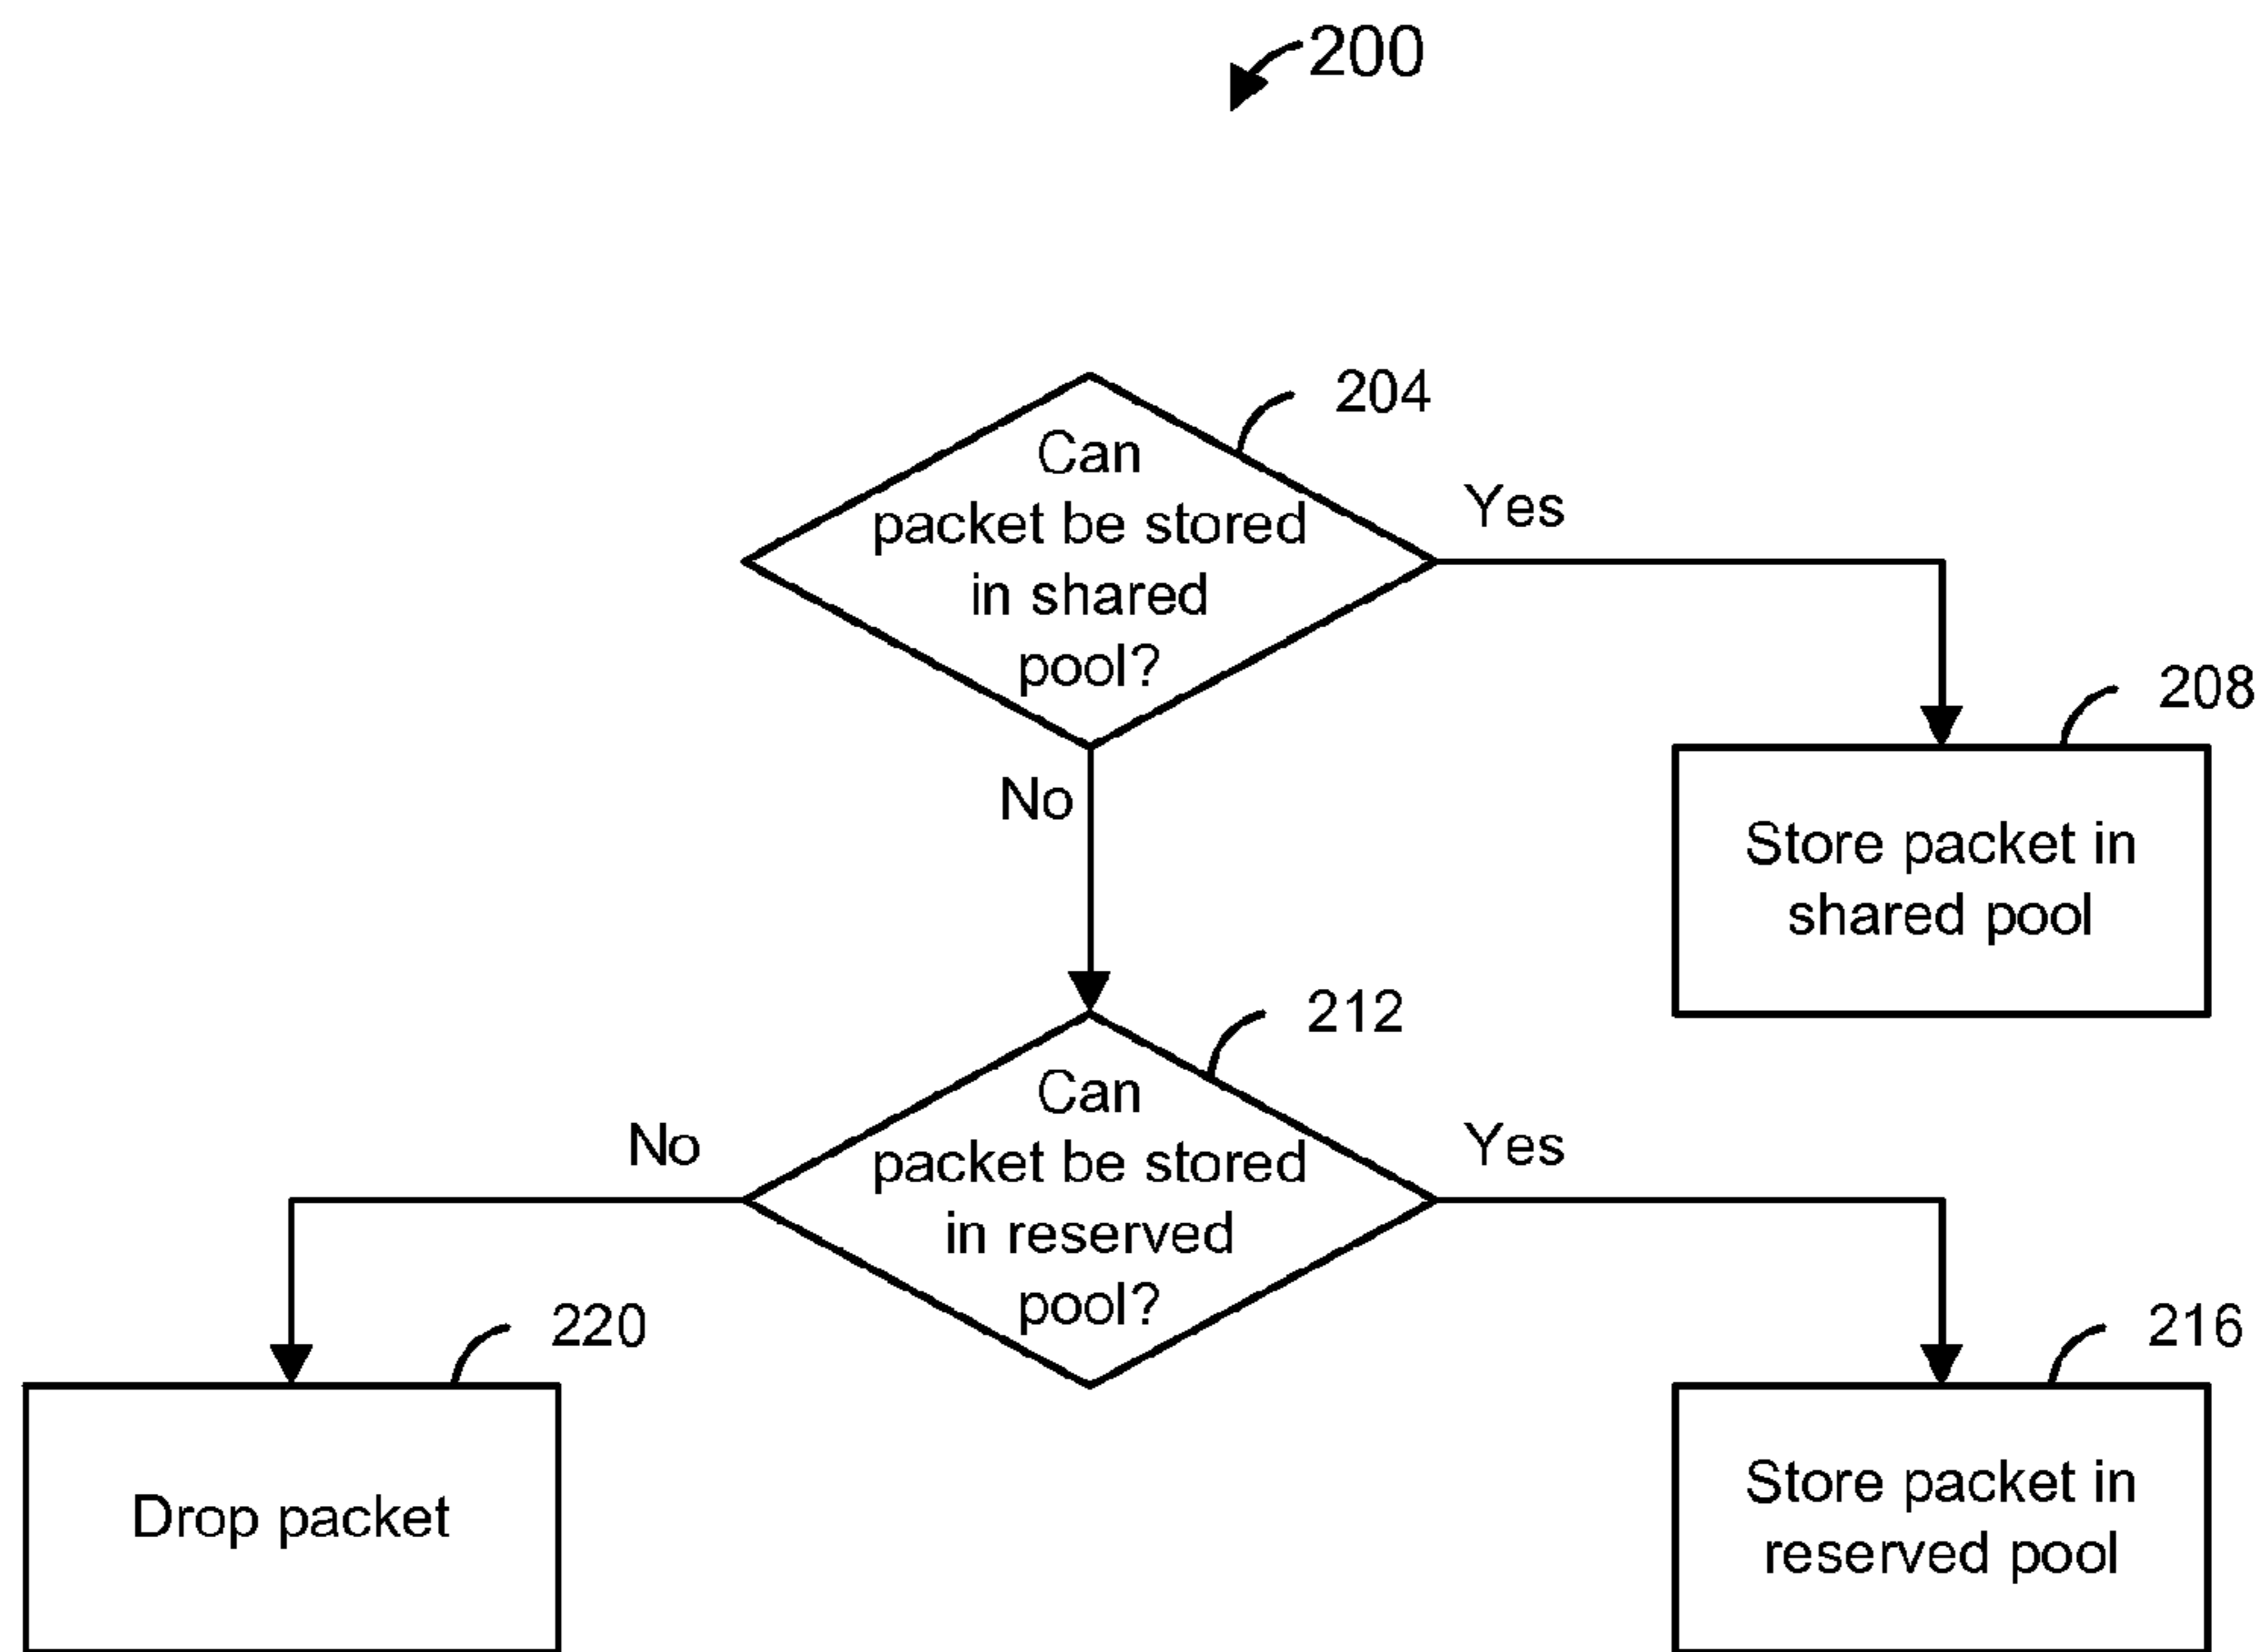 200
204
Can
packet be stored
in shared
pool?
Yes
208
No
Store packet in
shared pool
212
Can
packet be stored
in reserved
pool?
No
Yes
220
216
Drop packet
Store packet in
reserved pool